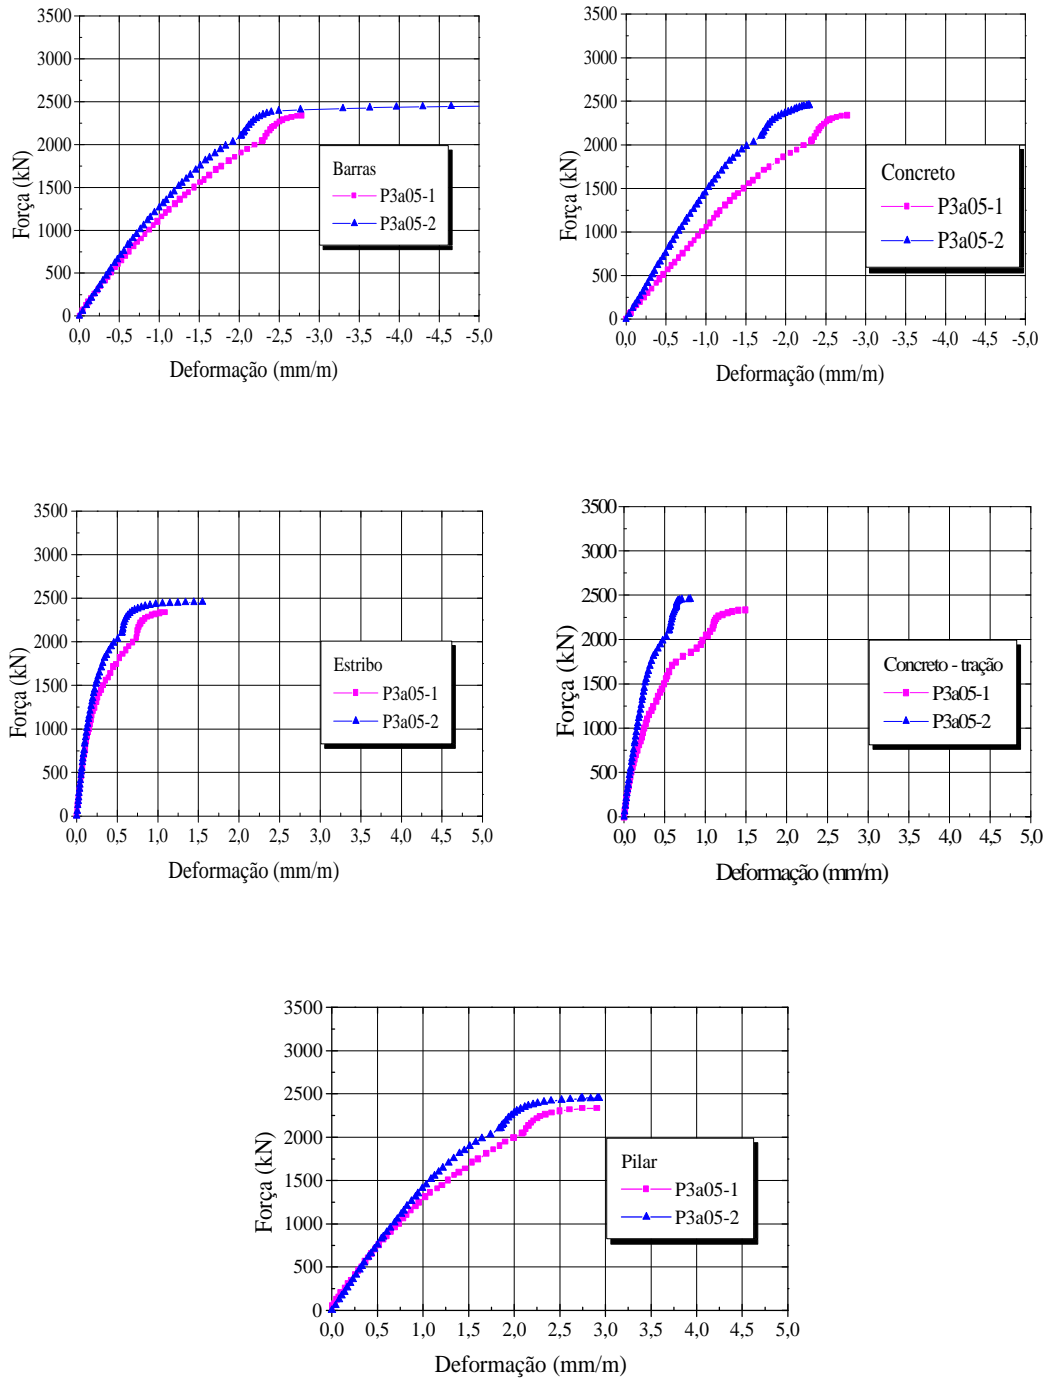 3500
3000
2500
2000
1500
1000
500
0
Força (kN)
0,0 -0,5 -1,0 -1,5 -2,0 -2,5 -3,0 -3,5 -4,0 -4,5 -5,0
Deformação (mm/m)
Barras
P3a05-1
P3a05-2
3500
3000
2500
2000
1500
1000
500
0
Força (kN)
0,0 -0,5 -1,0 -1,5 -2,0 -2,5 -3,0 -3,5 -4,0 -4,5 -5,0
Deformação (mm/m)
Concreto
P3a05-1
P3a05-2
3500
3000
2500
2000
1500
1000
500
0
Força (kN)
0,0 0,5 1,0 1,5 2,0 2,5 3,0 3,5 4,0 4,5 5,0
Deformação (mm/m)
Estribo
P3a05-1
P3a05-2
3500
3000
2500
2000
1500
1000
500
0
Força (kN)
0,0 0,5 1,0 1,5 2,0 2,5 3,0 3,5 4,0 4,5 5,0
Deformação (mm/m)
Concreto - tração
P3a05-1
P3a05-2
3500
3000
2500
2000
1500
1000
500
0
Força (kN)
0,0 0,5 1,0 1,5 2,0 2,5 3,0 3,5 4,0 4,5 5,0
Deformação (mm/m)
Pilar
P3a05-1
P3a05-2